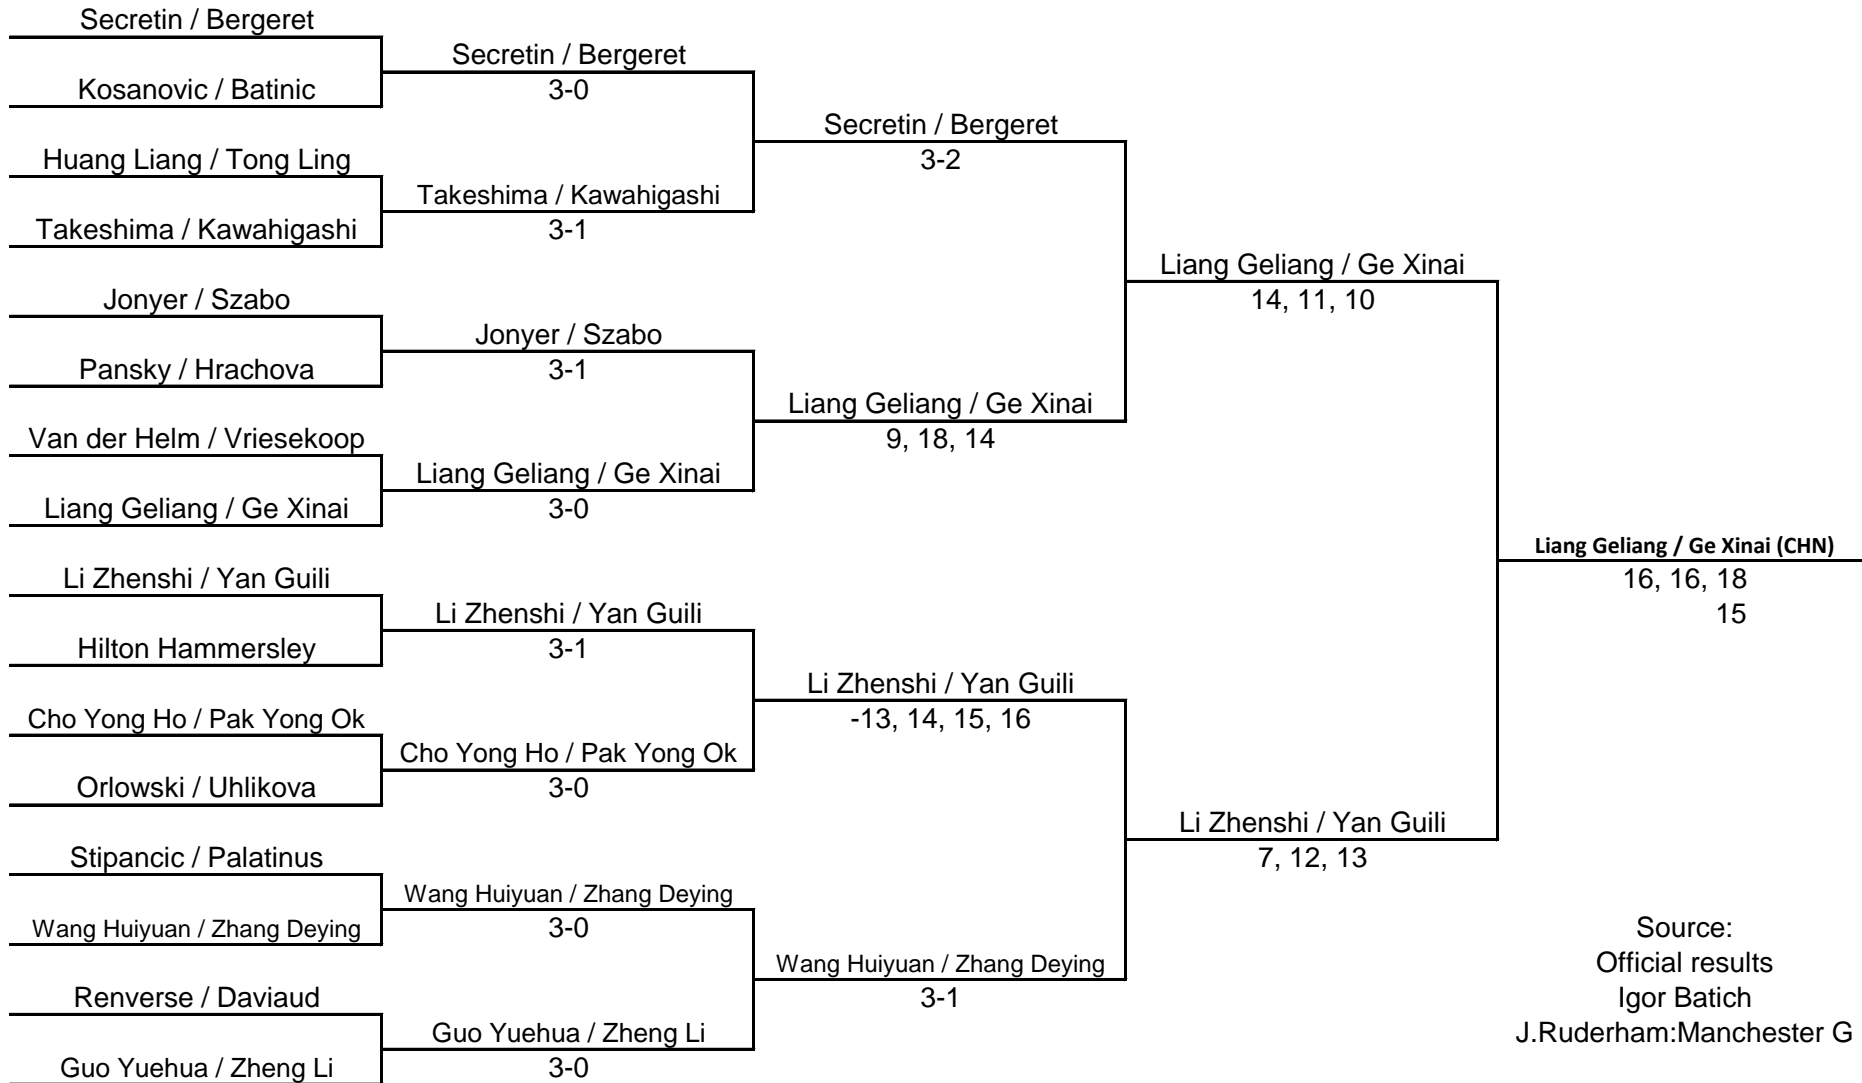 Secretin / Bergeret
Kosanovic / Batinic
Huang Liang / Tong Ling
Takeshima / Kawahigashi
Jonyer / Szabo
Pansky / Hrachova
Van der Helm / Vriesekoop
Liang Geliang / Ge Xinai
Li Zhenshi / Yan Guili
Hilton Hammersley
Cho Yong Ho / Pak Yong Ok
Orlowski / Uhlikova
Stipancic / Palatinus
Wang Huiyuan / Zhang Deying
Renverse / Daviaud
Guo Yuehua / Zheng Li
Secretin / Bergeret
3-0
Takeshima / Kawahigashi
3-1
Jonyer / Szabo
3-1
Liang Geliang / Ge Xinai
3-0
Li Zhenshi / Yan Guili
3-1
Cho Yong Ho / Pak Yong Ok
3-0
Wang Huiyuan / Zhang Deying
3-0
Guo Yuehua / Zheng Li
3-0
Secretin / Bergeret
3-2
Liang Geliang / Ge Xinai
9, 18, 14
Li Zhenshi / Yan Guili
-13, 14, 15, 16
Wang Huiyuan / Zhang Deying
3-1
Liang Geliang / Ge Xinai
14, 11, 10
Li Zhenshi / Yan Guili
7, 12, 13
Liang Geliang / Ge Xinai (CHN)
16, 16, 18
15
Source:
Official results
Igor Batich
J.Ruderham:Manchester G